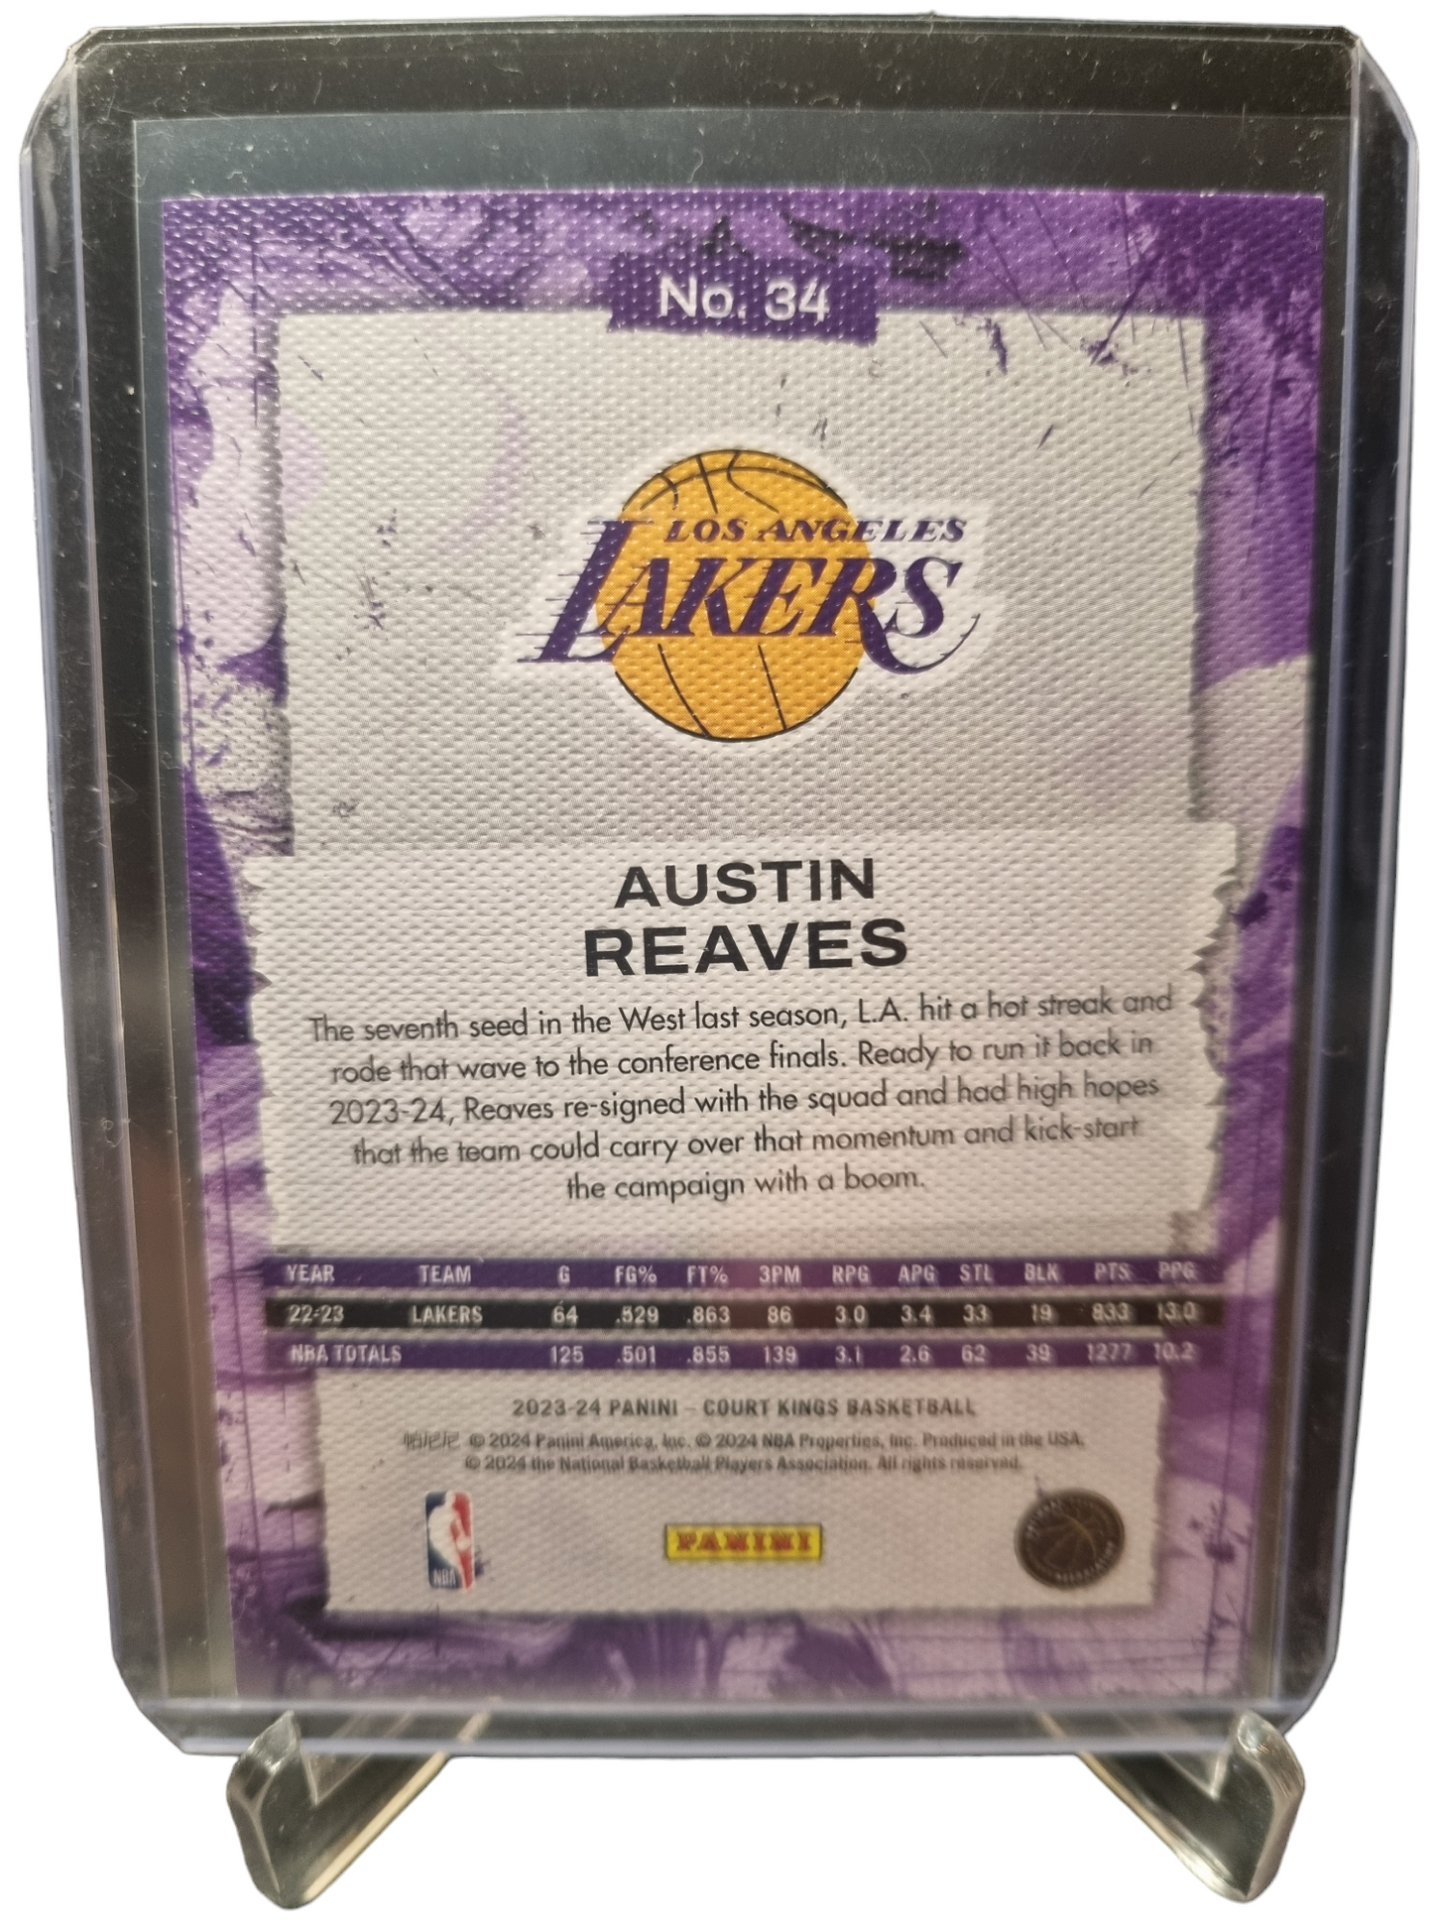 No. 34
LOS ANGELES
LAKERS
AUSTIN
REAVES
The seventh seed in the West last season, L.A. hit a hot streak and
rode that wave to the conference finals. Ready to run it back in
2023-24, Reaves re-signed with the squad and had high hopes
that the team could carry over that momentum and kick-start
the campaign with a boom.
YEAR TEAM G FG% FT% 3PM RPG APG STL BLK PTS PPG
22-23 LAKERS 64 .529 .863 86 3.0 3.4 33 19 833 13.0
NBA TOTALS 125 .501 .855 139 3.1 2.6 62 39 1277 10.2
2023-24 PANINI - COURT KINGS BASKETBALL
帕尼尼 © 2024 Panini America, Inc. © 2024 NBA Properties, Inc. Produced in the USA.
© 2024 the National Basketball Players Association. All rights reserved.
NBA
PANINI